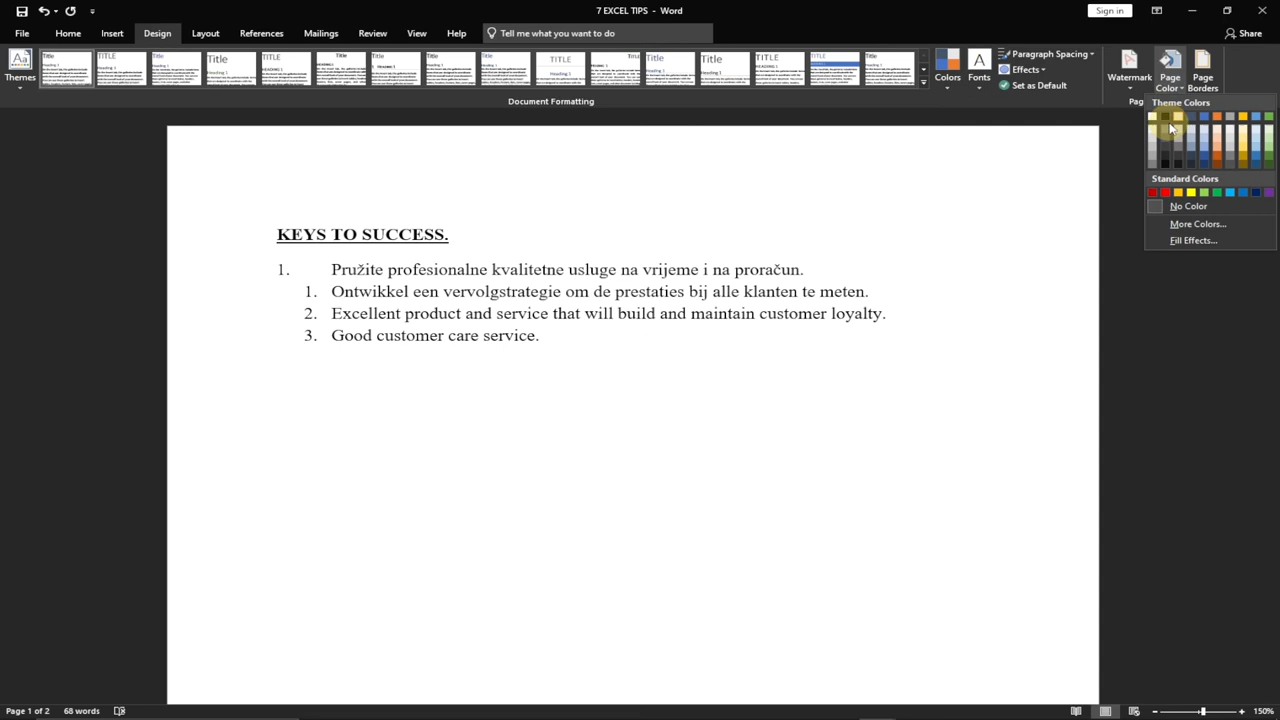 7 EXCEL TIPS - Word
Sign in
File Home Insert Design Layout References Mailings Review View Help Tell me what you want to do Share
Themes
Colors
Fonts
Paragraph Spacing
Effects
Set as Default
Watermark
Page Color
Page Borders
Document Formatting
Pag
Theme Colors
Standard Colors
No Color
More Colors...
Fill Effects...
KEYS TO SUCCESS.
1. Pružite profesionalne kvalitetne usluge na vrijeme i na proračun.
1. Ontwikkel een vervolgstrategie om de prestaties bij alle klanten te meten.
2. Excellent product and service that will build and maintain customer loyalty.
3. Good customer care service.
Page 1 of 2 68 words 150%